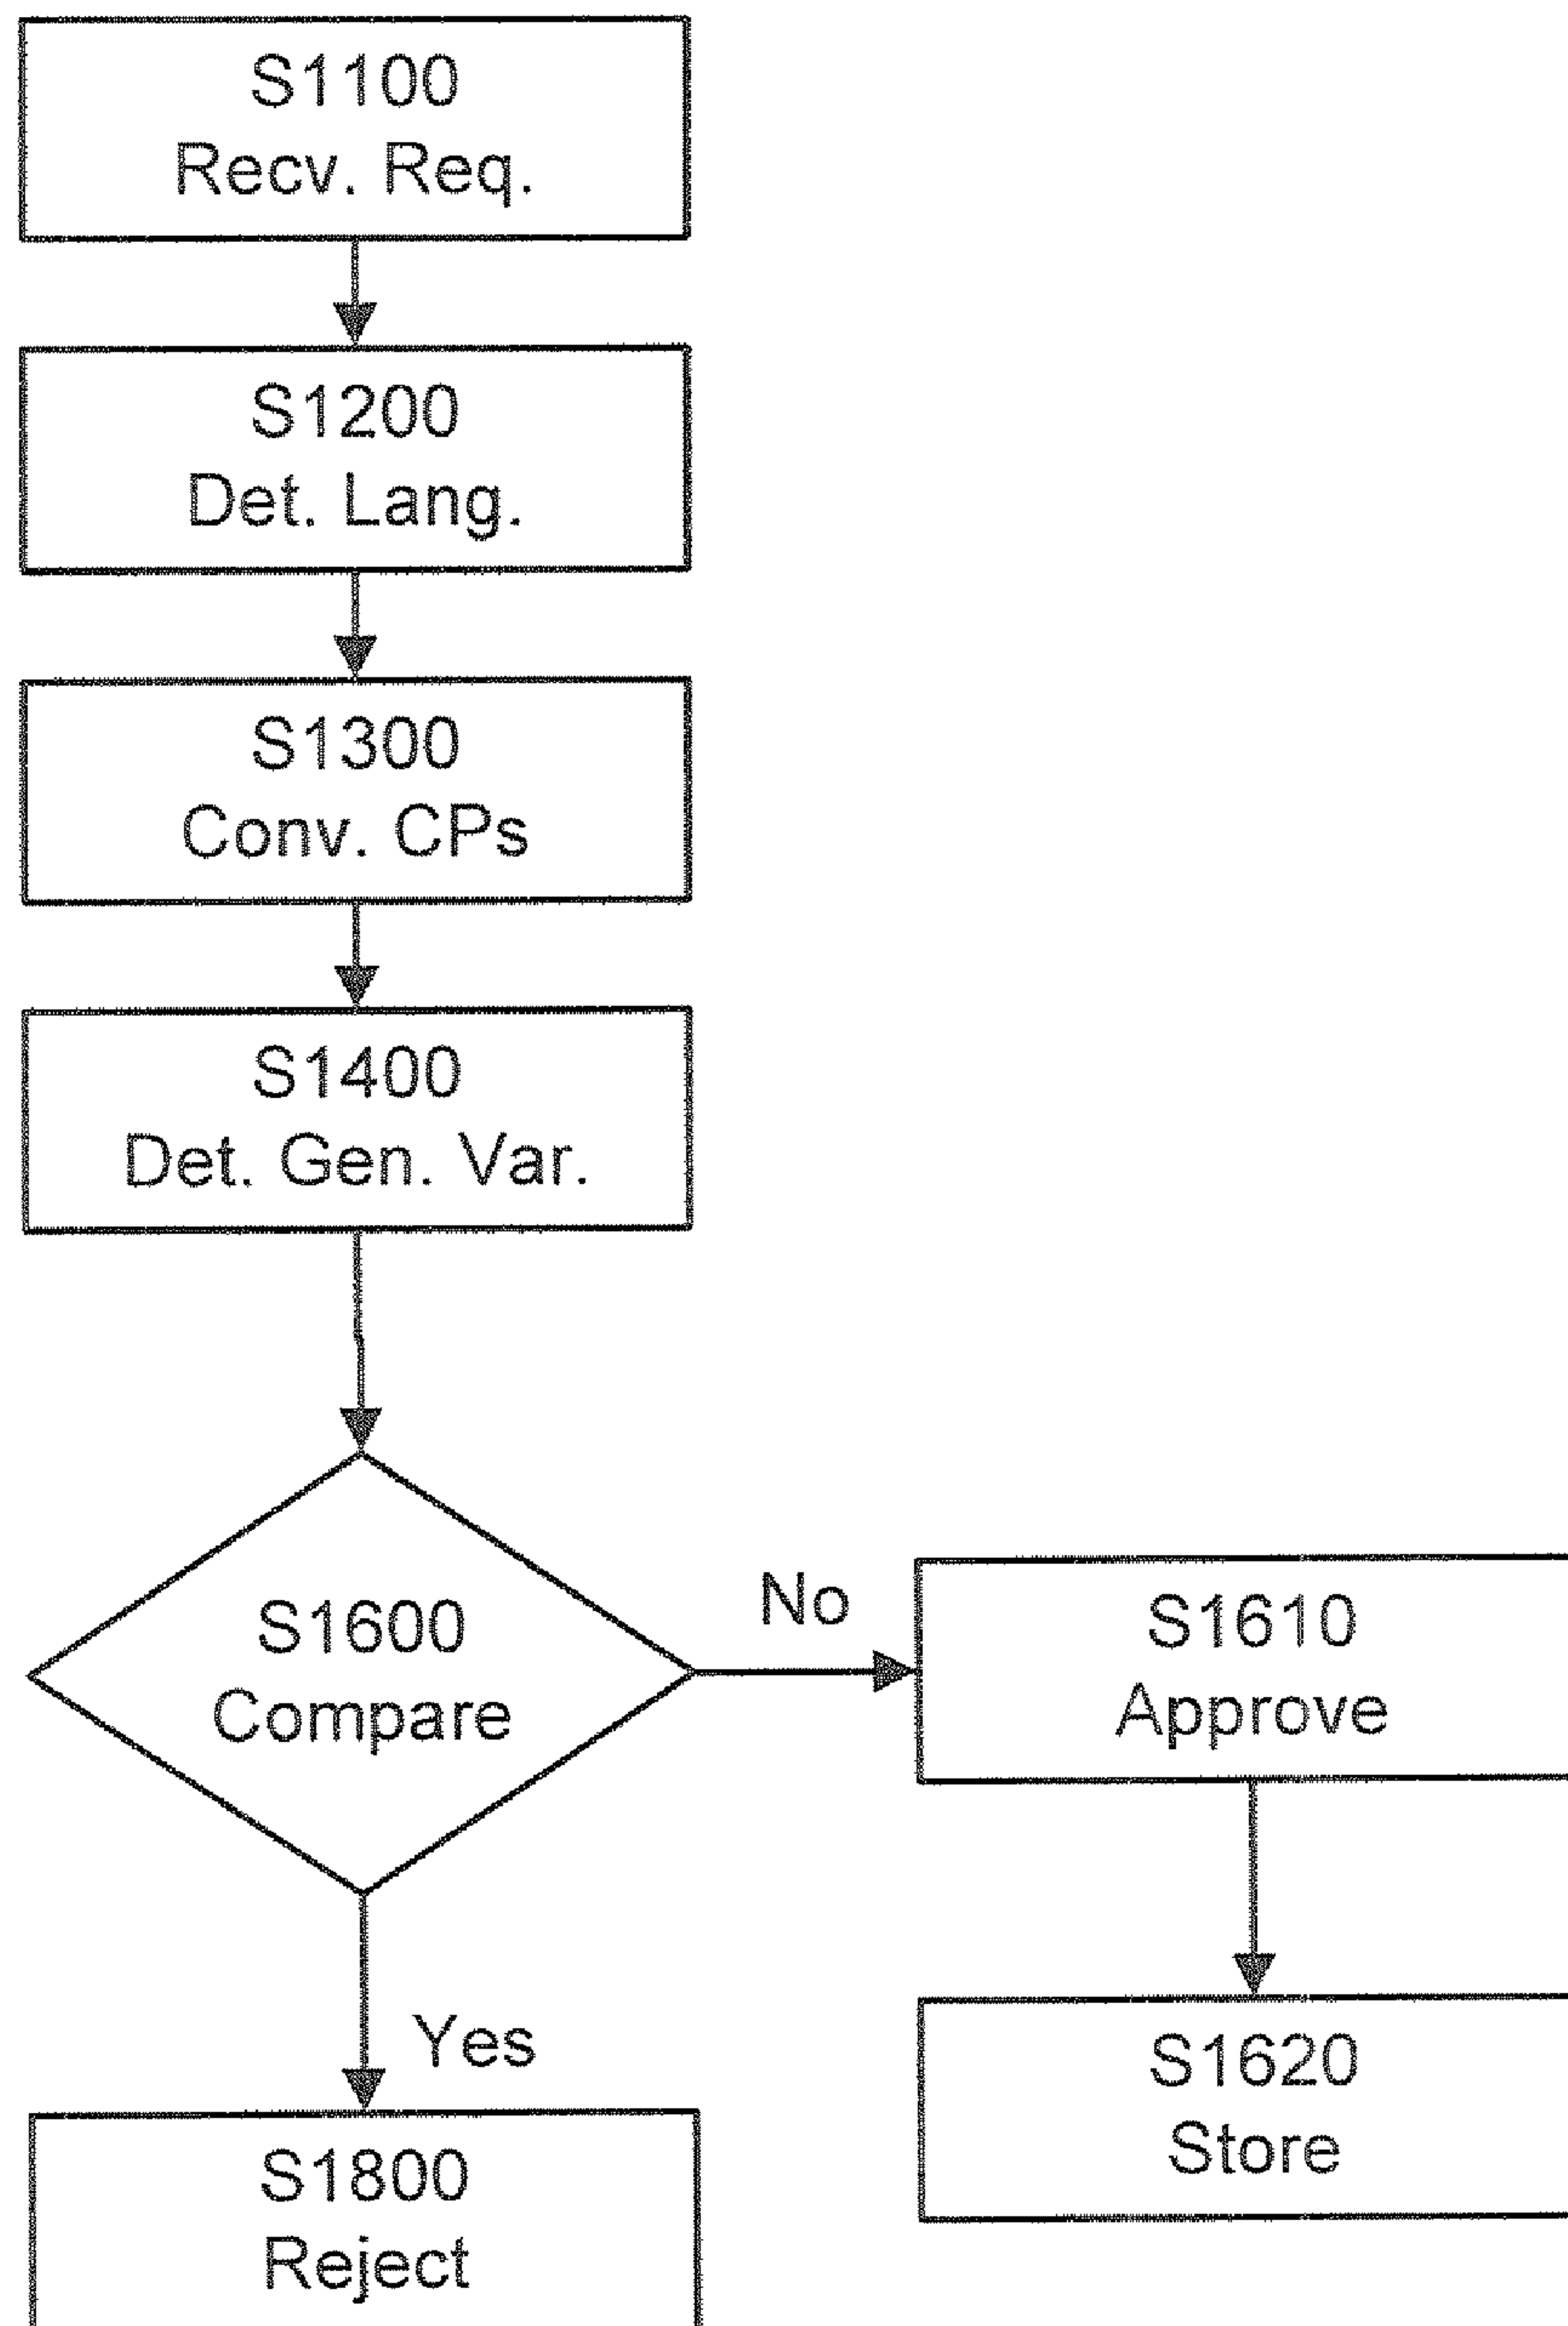 S1100
Recv. Req.
S1200
Det. Lang.
S1300
Conv. CPs
S1400
Det. Gen. Var.
S1600
Compare
No
S1610
Approve
Yes
S1620
Store
S1800
Reject